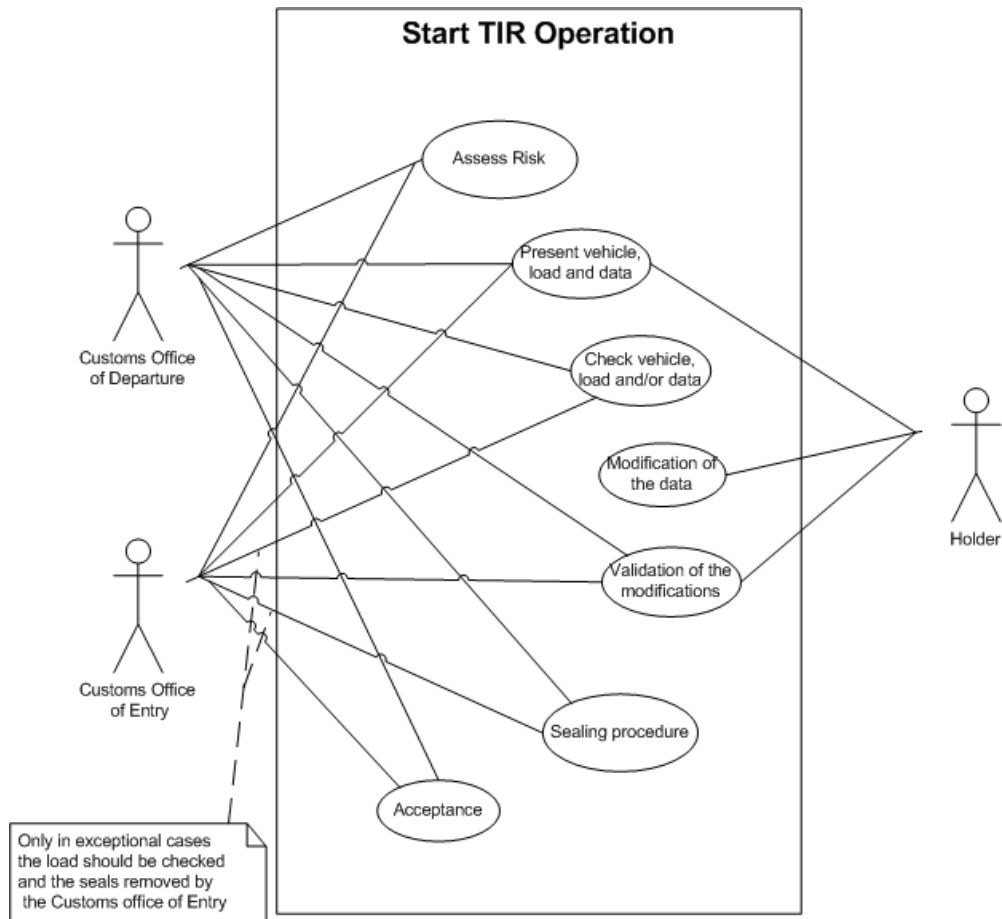 Start TIR Operation
Assess Risk
Present vehicle,
load and data
Customs Office
of Departure
Check vehicle,
load and/or data
Modification of
the data
Holder
Validation of the
modifications
Customs Office
of Entry
Sealing procedure
Acceptance
Only in exceptional cases
the load should be checked
and the seals removed by
the Customs office of Entry